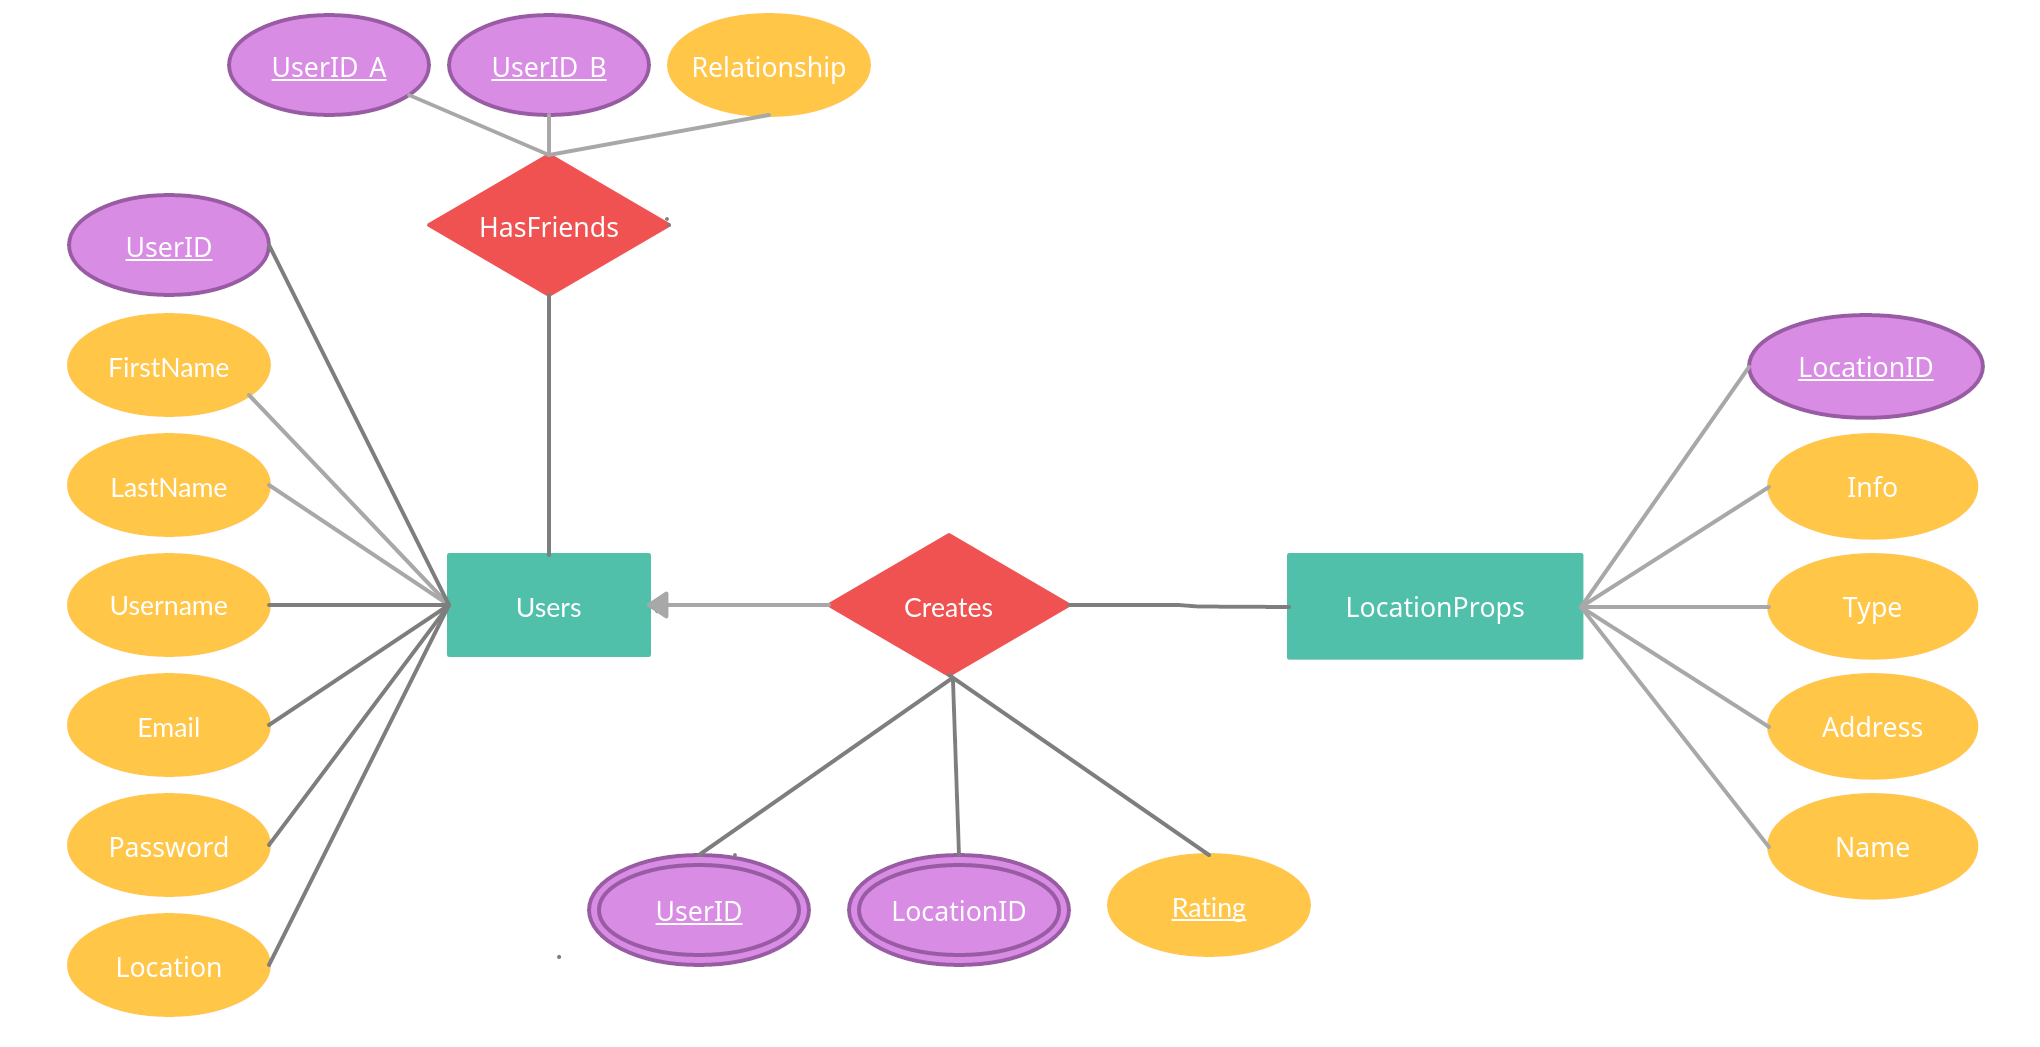 UserID_A
UserID_B
Relationship
HasFriends
UserID
FirstName
LastName
Username
Email
Password
Location
Users
Creates
LocationProps
UserID
LocationID
Rating
LocationID
Info
Type
Address
Name